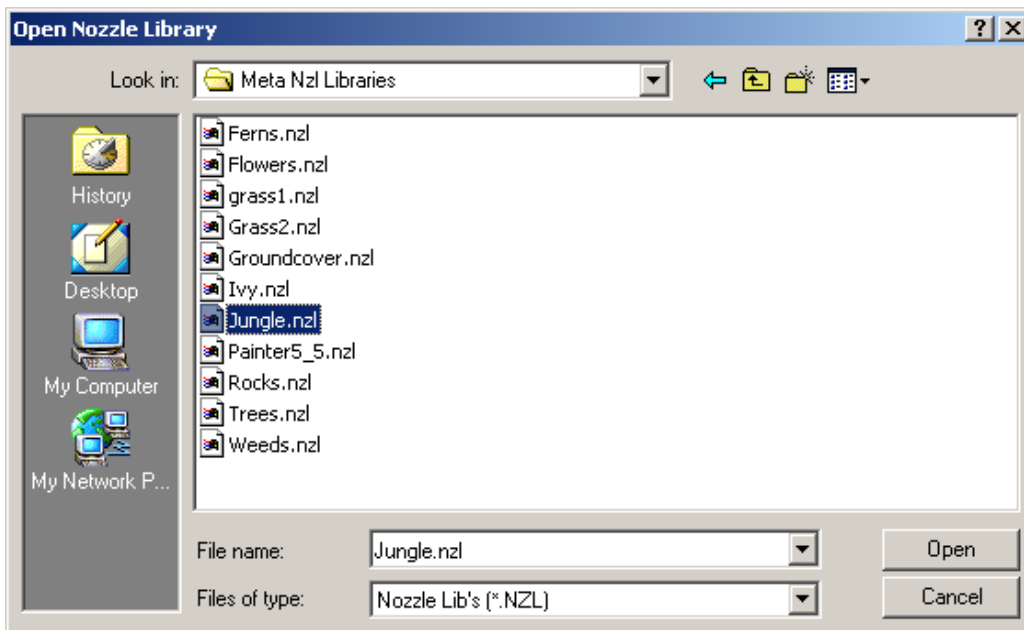 Open Nozzle Library
Look in: Meta Nzl Libraries
History
Desktop
My Computer
My Network P...
Ferns.nzl
Flowers.nzl
grass1.nzl
Grass2.nzl
Groundcover.nzl
Ivy.nzl
Jungle.nzl
Painter5_5.nzl
Rocks.nzl
Trees.nzl
Weeds.nzl
File name: Jungle.nzl Open
Files of type: Nozzle Lib's (*.NZL) Cancel